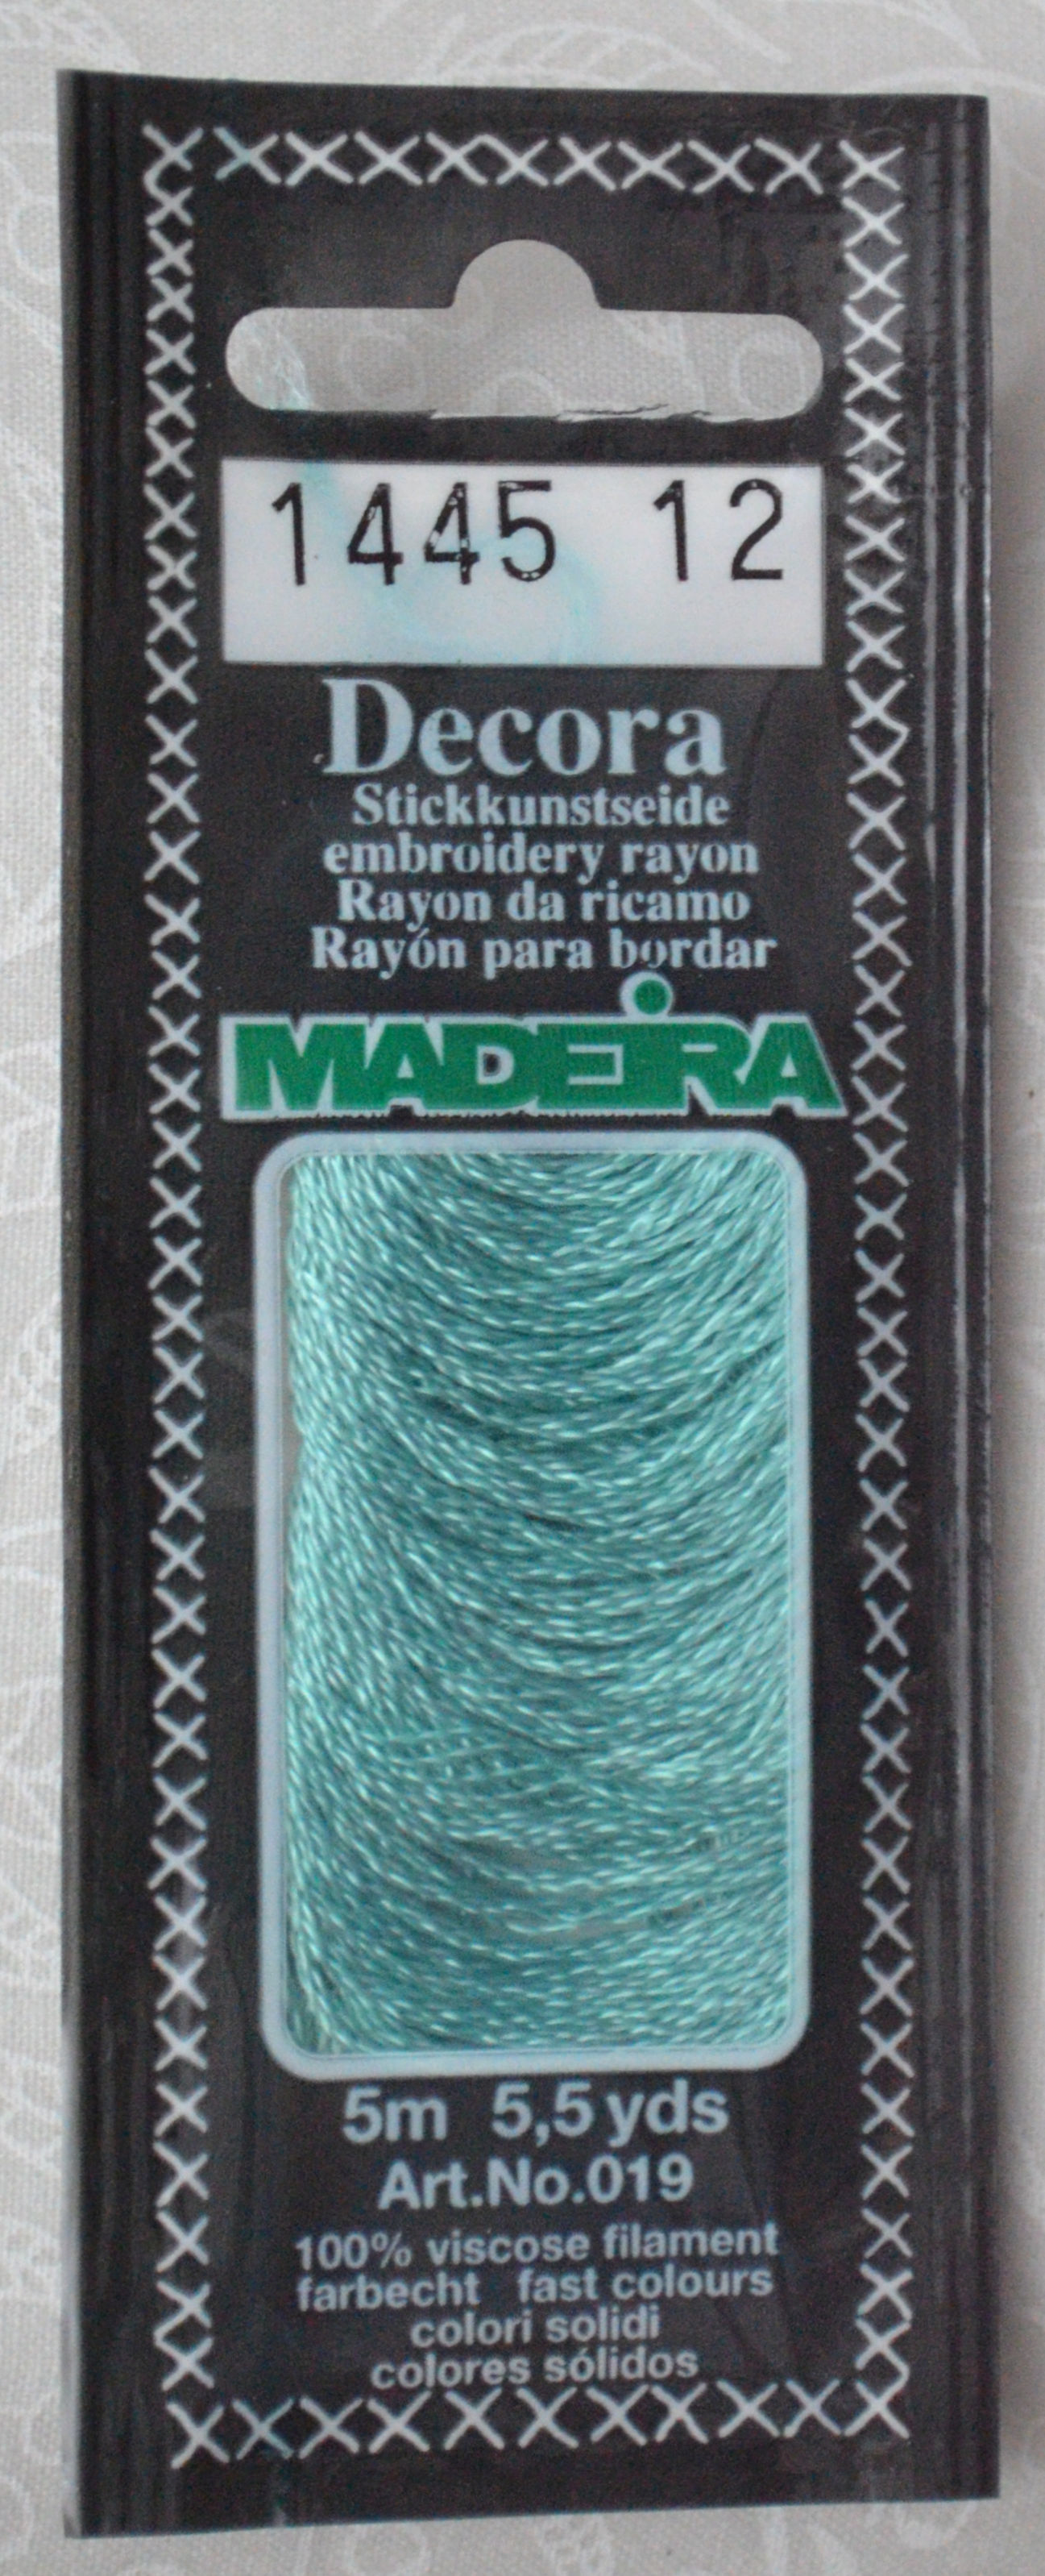 1445 12
Decora
Stickkunstseide
embroidery rayon
Rayon da ricamo
Rayón para bordar
MADEiRA
5m 5,5 yds
Art.No.019
100% viscose filament
farbecht fast colours
colori solidi
colores sólidos